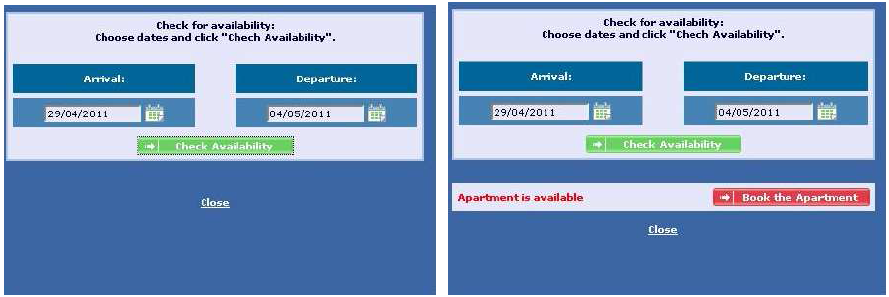 Check for availability:
Choose dates and click "Chech Availability".
Arrival:
Departure:
29/04/2011
04/05/2011
Check Availability
Close
Check for availability:
Choose dates and click "Chech Availability".
Arrival:
Departure:
29/04/2011
04/05/2011
Check Availability
Apartment is available
Book the Apartment
Close